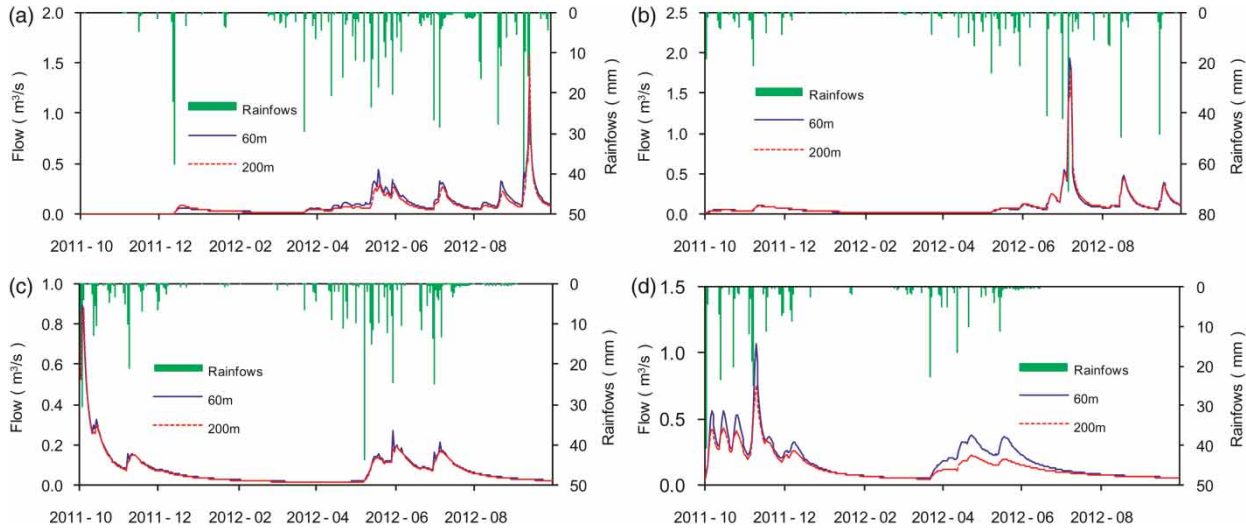 (a)
2.0
1.5
1.0
0.5
0.0
Flow ( m³/s )
0
10
20
30
40
50
Rainfows ( mm )
Rainfows
60m
200m
2011 - 10
2011 - 12
2012 - 02
2012 - 04
2012 - 06
2012 - 08
(b)
2.5
2.0
1.5
1.0
0.5
0.0
Flow ( m³/s )
0
20
40
60
80
Rainfows ( mm )
Rainfows
60m
200m
2011 - 10
2011 - 12
2012 - 02
2012 - 04
2012 - 06
2012 - 08
(c)
1.0
0.8
0.6
0.4
0.2
0.0
Flow ( m³/s )
0
10
20
30
40
50
Rainfows ( mm )
Rainfows
60m
200m
2011 - 10
2011 - 12
2012 - 02
2012 - 04
2012 - 06
2012 - 08
(d)
1.5
1.0
0.5
0.0
Flow ( m³/s )
0
10
20
30
40
50
Rainfows ( mm )
Rainfows
60m
200m
2011 - 10
2011 - 12
2012 - 02
2012 - 04
2012 - 06
2012 - 08